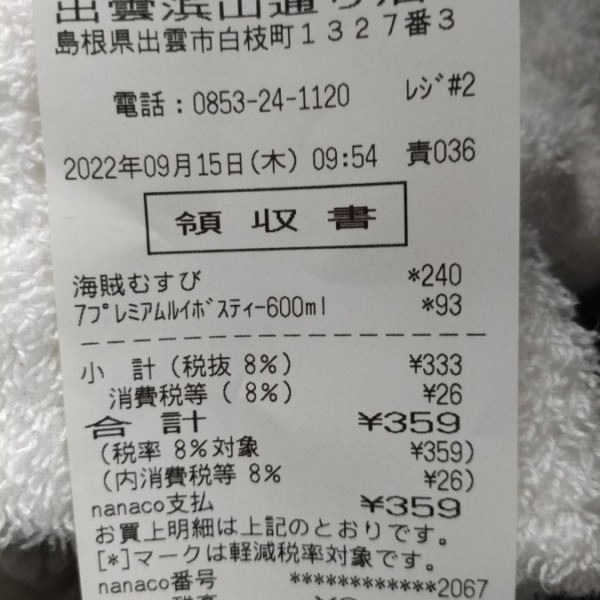 出雲浜山通り店
島根県出雲市白枝町1327番3
電話：0853-24-1120 レジ#2
2022年09月15日(木) 09:54 責036
領収書
海賊むすび *240
7プレミアムルイボスティー600ml *93
小 計(税抜 8%) ¥333
消費税等( 8%) ¥26
合 計 ¥359
(税率 8%対象 ¥359)
(内消費税等 8% ¥26)
nanaco支払 ¥359
お買上明細は上記のとおりです。
[*]マークは軽減税率対象です。
nanaco番号 ************2067